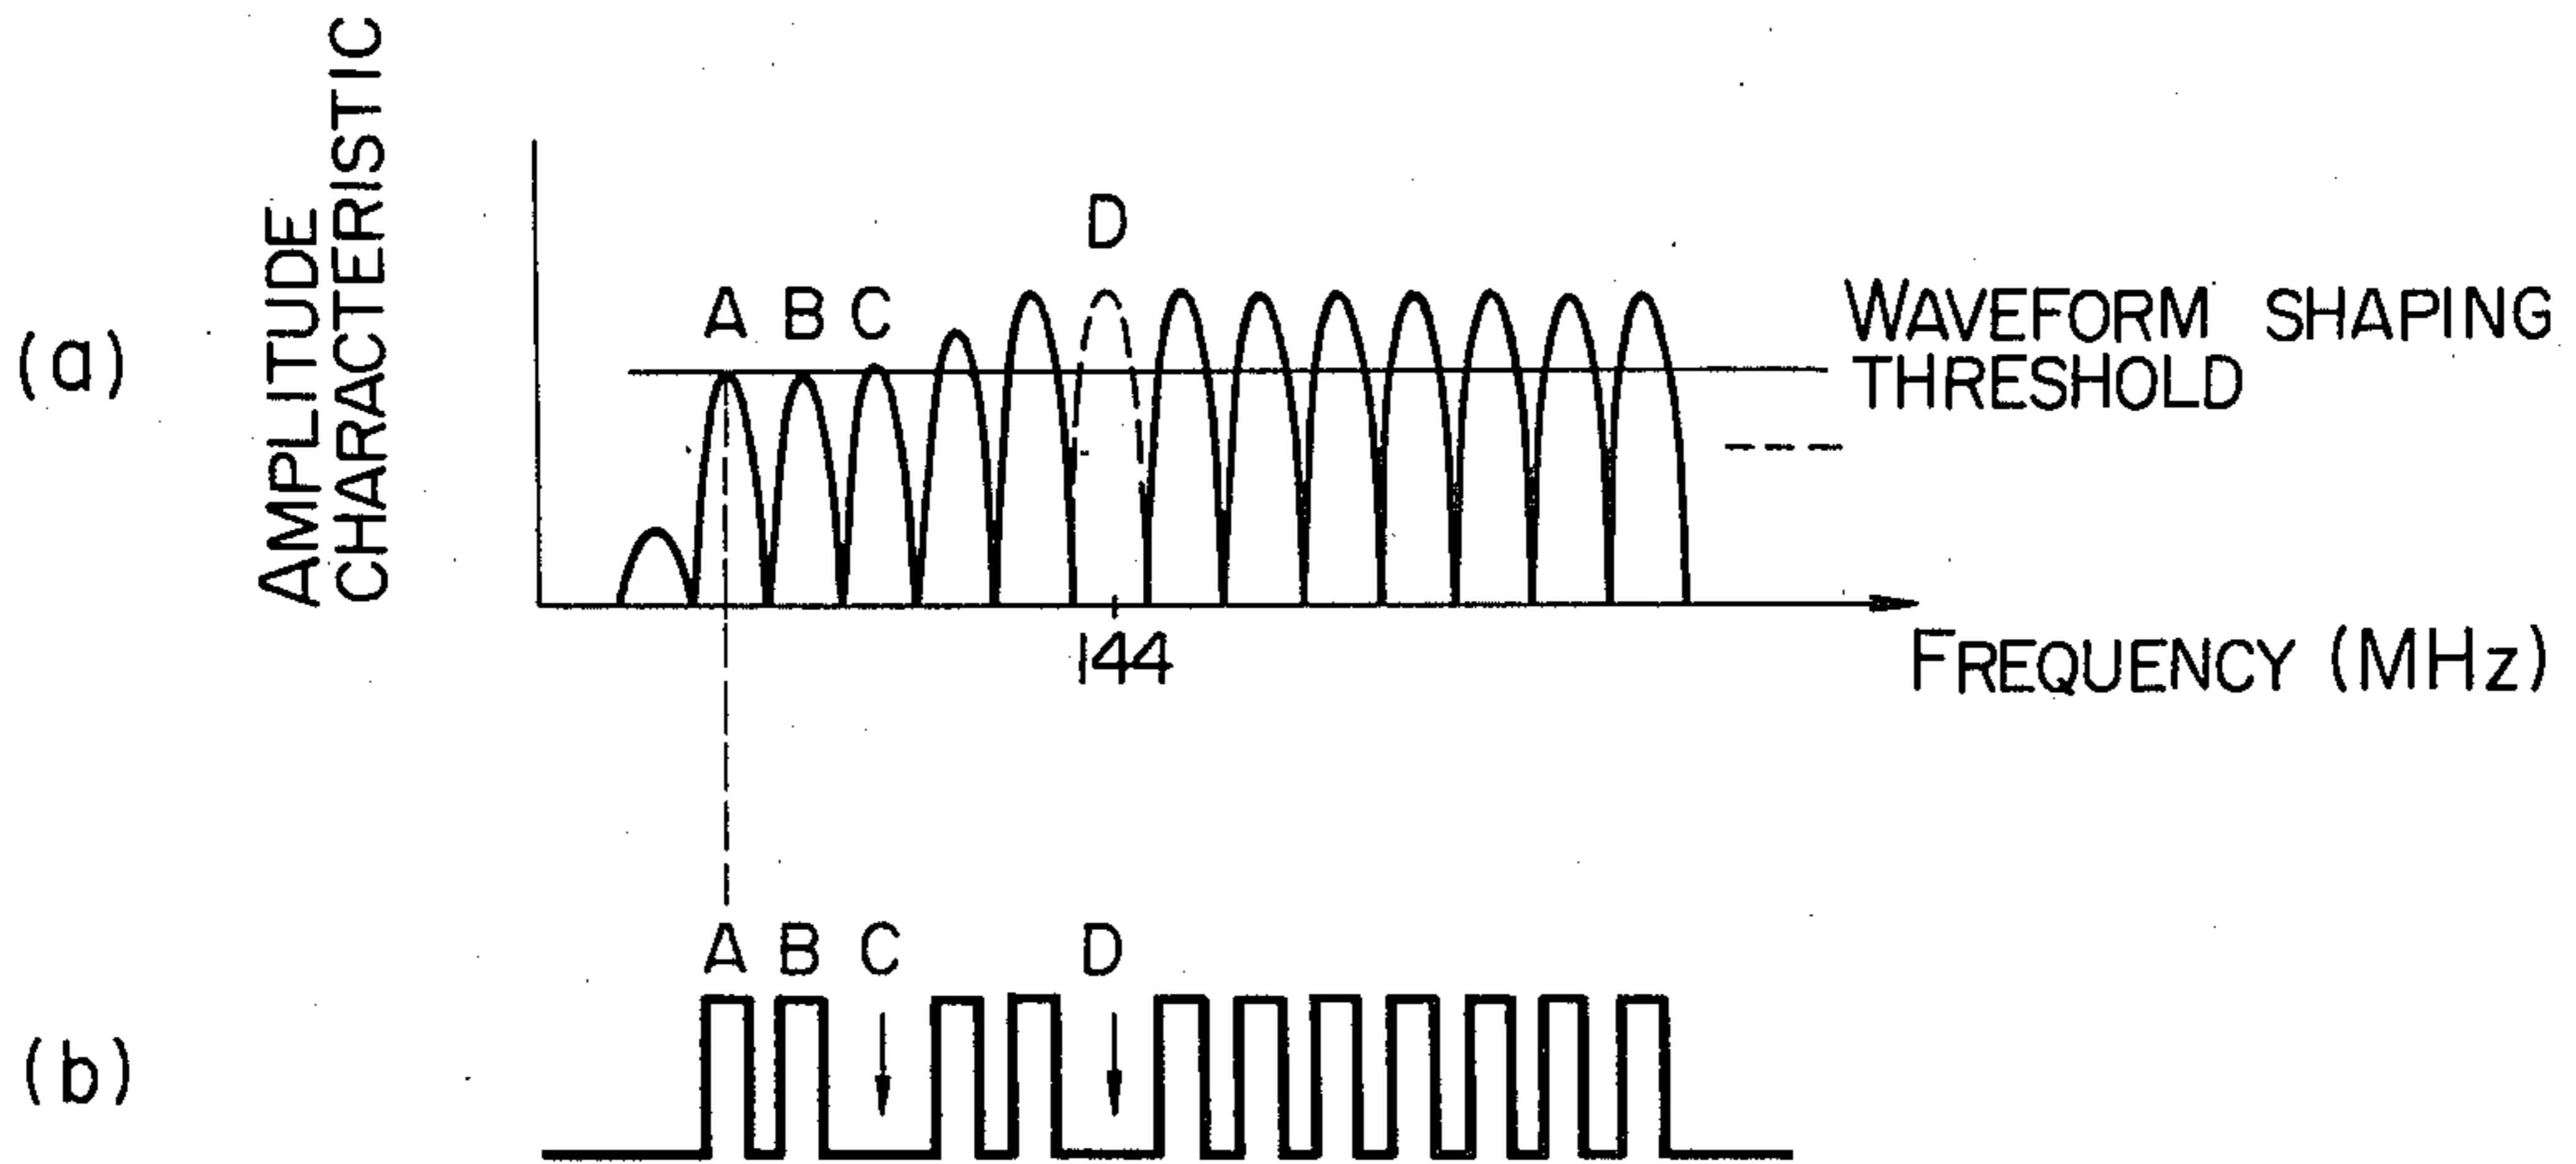 (a)
AMPLITUDE
CHARACTERISTIC
D
A B C
WAVEFORM SHAPING
THRESHOLD
144
FREQUENCY (MHz)
A B C D
(b)